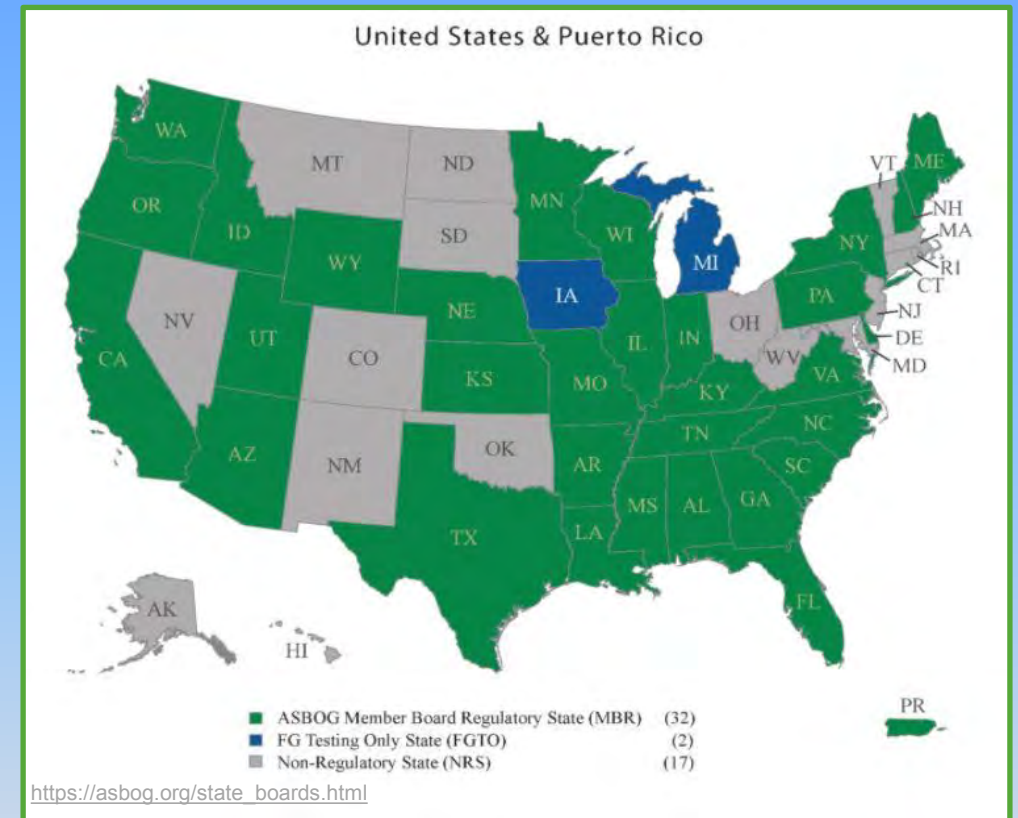 United States & Puerto Rico
WA
MT
ND
VT
ME
OR
MN
NH
ID
SD
WI
NY
MA
WY
MI
RI
CT
IA
PA
NE
NJ
NV
OH
IL
IN
DE
UT
CO
WV
MD
CA
VA
KS
MO
KY
NC
TN
AZ
OK
NM
AR
SC
MS
AL
GA
TX
LA
FL
AK
HI
PR
ASBOG Member Board Regulatory State (MBR) (32)
FG Testing Only State (FGTO) (2)
Non-Regulatory State (NRS) (17)
https://asbog.org/state_boards.html